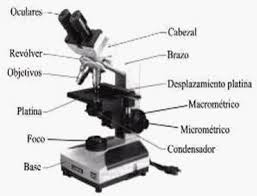 Oculares
Cabezal
Revólver
Brazo
Objetivos
Desplazamiento platina
Platina
Macrométrico
Micrométrico
Foco
Condensador
Base